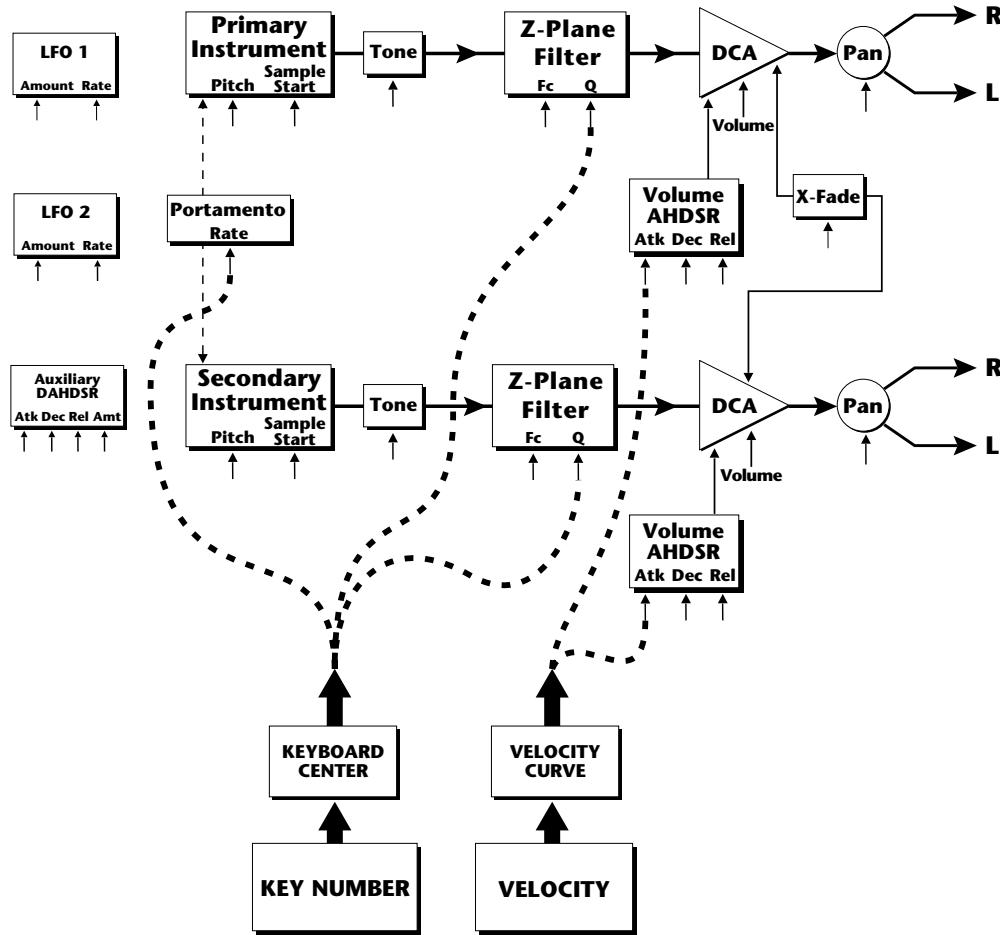 R
LFO 1
Amount Rate
Primary
Instrument
Sample
Pitch Start
Tone
Z-Plane
Filter
Fc Q
DCA
Volume
Pan
L
LFO 2
Amount Rate
Portamento
Rate
Volume
AHDSR
Atk Dec Rel
X-Fade
Auxiliary
DAHDSR
Atk Dec Rel Amt
Secondary
Instrument
Sample
Pitch Start
Tone
Z-Plane
Filter
Fc Q
DCA
Volume
Pan
R
L
Volume
AHDSR
Atk Dec Rel
KEYBOARD
CENTER
VELOCITY
CURVE
KEY NUMBER
VELOCITY